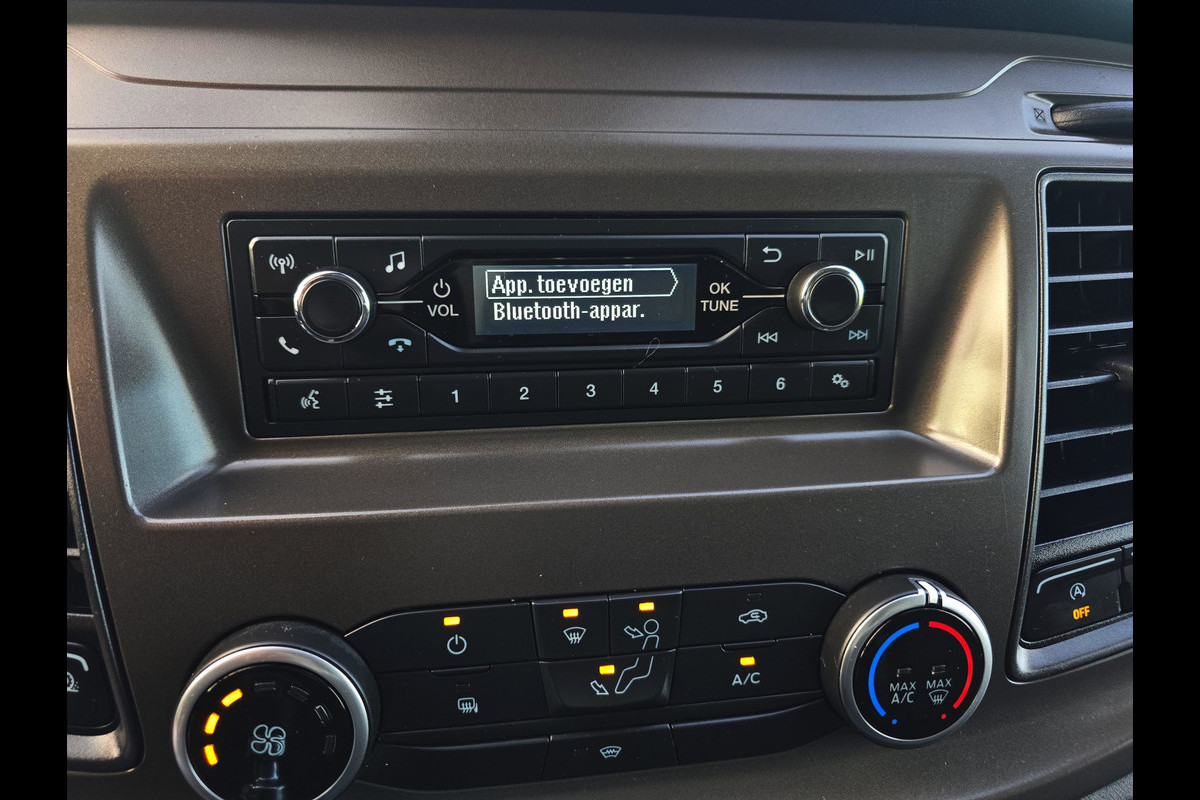 App. toevoegen
Bluetooth-appar.
VOL
OK
TUNE
1 2 3 4 5 6
A/C
MAX
A/C
MAX
A
OFF